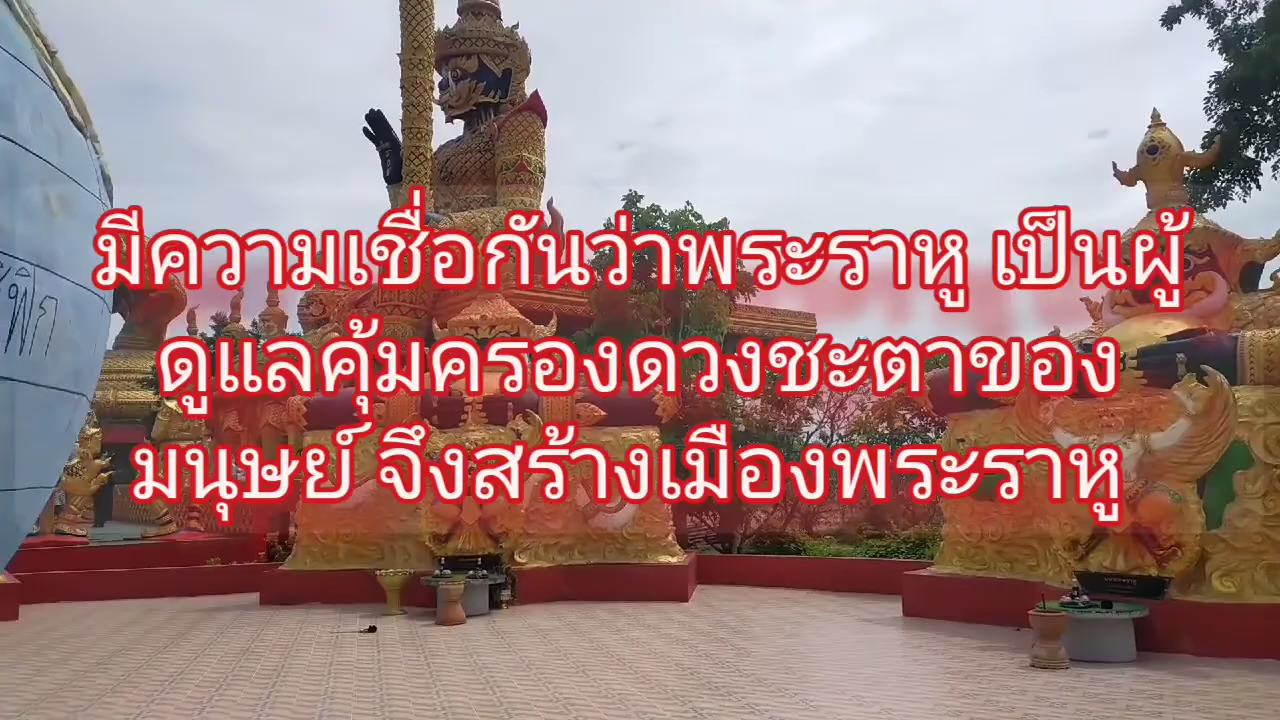 มีความเชื่อกันว่าพระราหู เป็นผู้
ดูแลคุ้มครองดวงชะตาของ
มนุษย์ จึงสร้างเมืองพระราหู